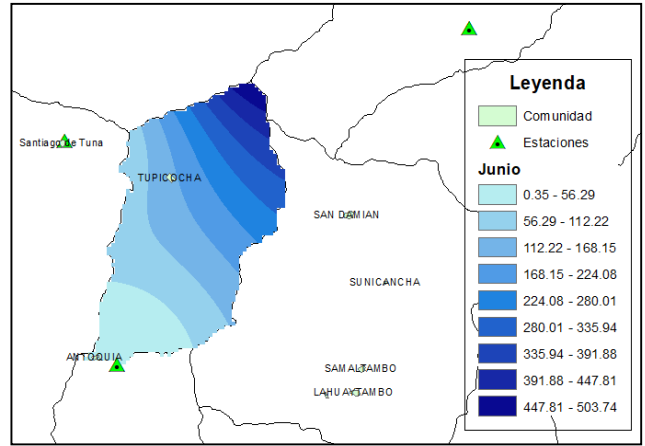 Santiago de Tuna
TUPICOCHA
SAN DAMIAN
SUNICANCHA
ANTIOQUIA
SAMALTAMBO
LAHUAYTAMBO
Leyenda
Comunidad
Estaciones
Junio
0.35 - 56.29
56.29 - 112.22
112.22 - 168.15
168.15 - 224.08
224.08 - 280.01
280.01 - 335.94
335.94 - 391.88
391.88 - 447.81
447.81 - 503.74